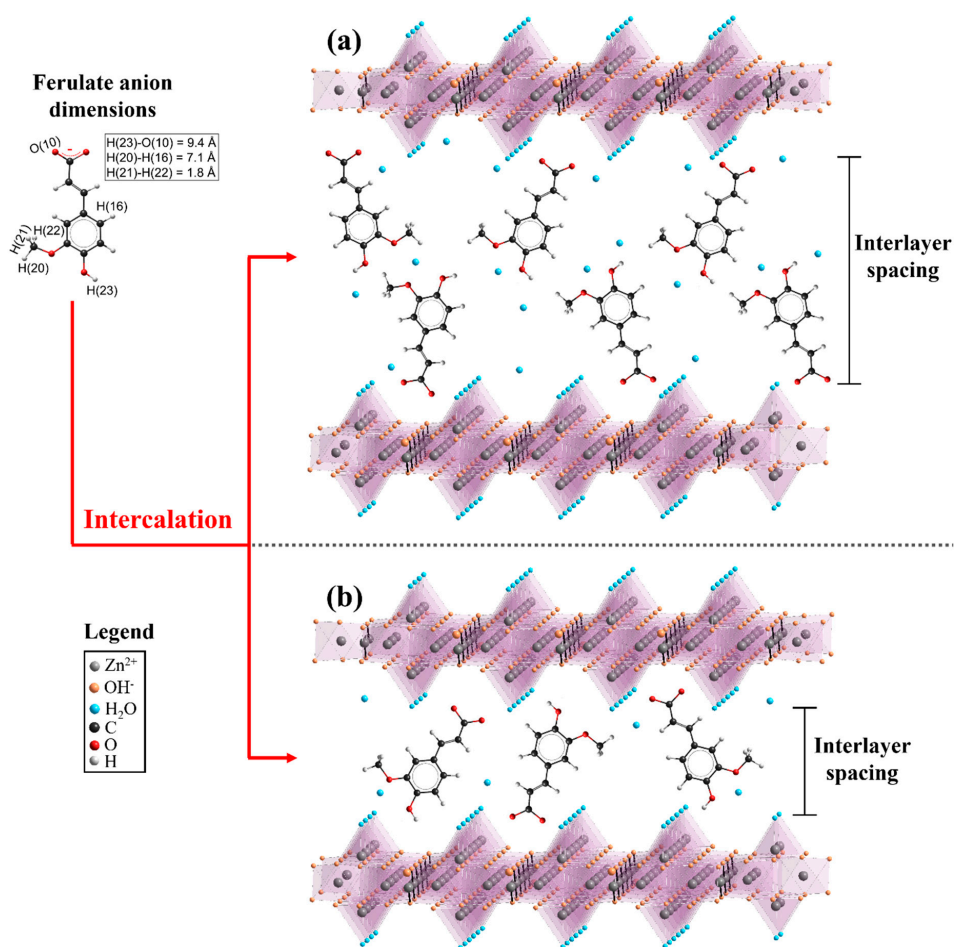 (a)
Ferulate anion
dimensions
O(10)
-
H(23)-O(10) = 9.4 Å
H(20)-H(16) = 7.1 Å
H(21)-H(22) = 1.8 Å
H(16)
H(21)
H(22)
H(20)
H(23)
Interlayer
spacing
Intercalation
(b)
Legend
Zn²⁺
OH⁻
H₂O
C
O
H
Interlayer
spacing